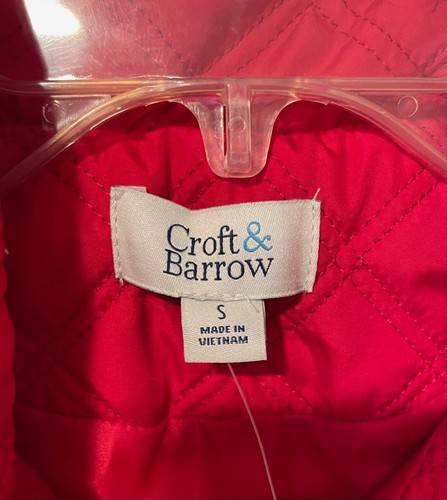 Croft &
Barrow
S
MADE IN
VIETNAM